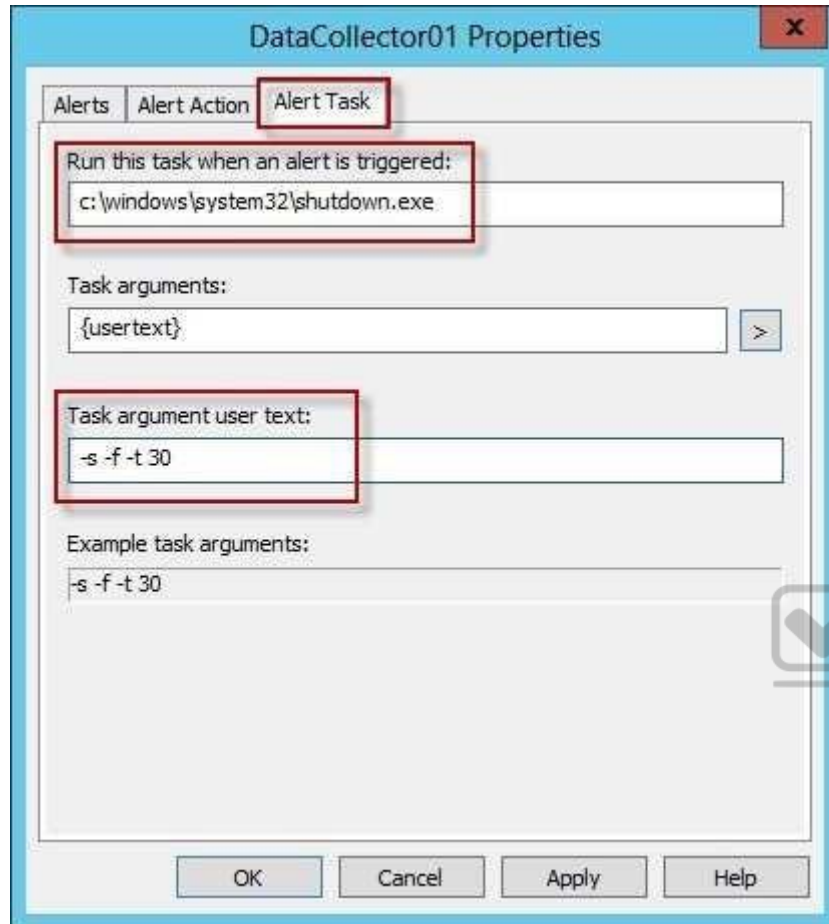 DataCollector01 Properties
x
Alerts Alert Action Alert Task
Run this task when an alert is triggered:
c:\windows\system32\shutdown.exe
Task arguments:
{usertext}
>
Task argument user text:
-s -f -t 30
Example task arguments:
-s -f -t 30
OK Cancel Apply Help